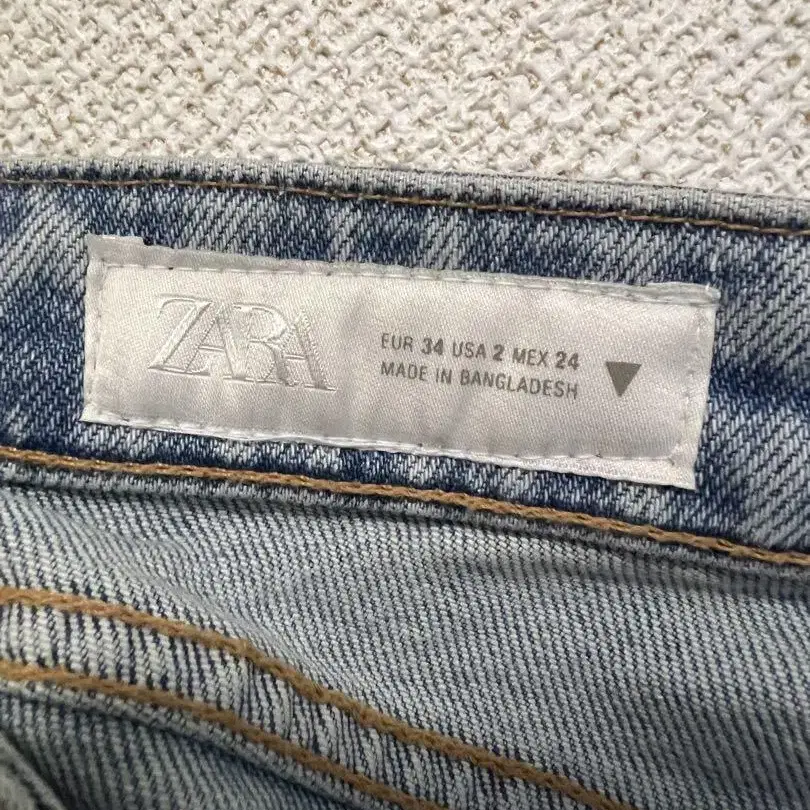 ZARA
EUR 34 USA 2 MEX 24
MADE IN BANGLADESH